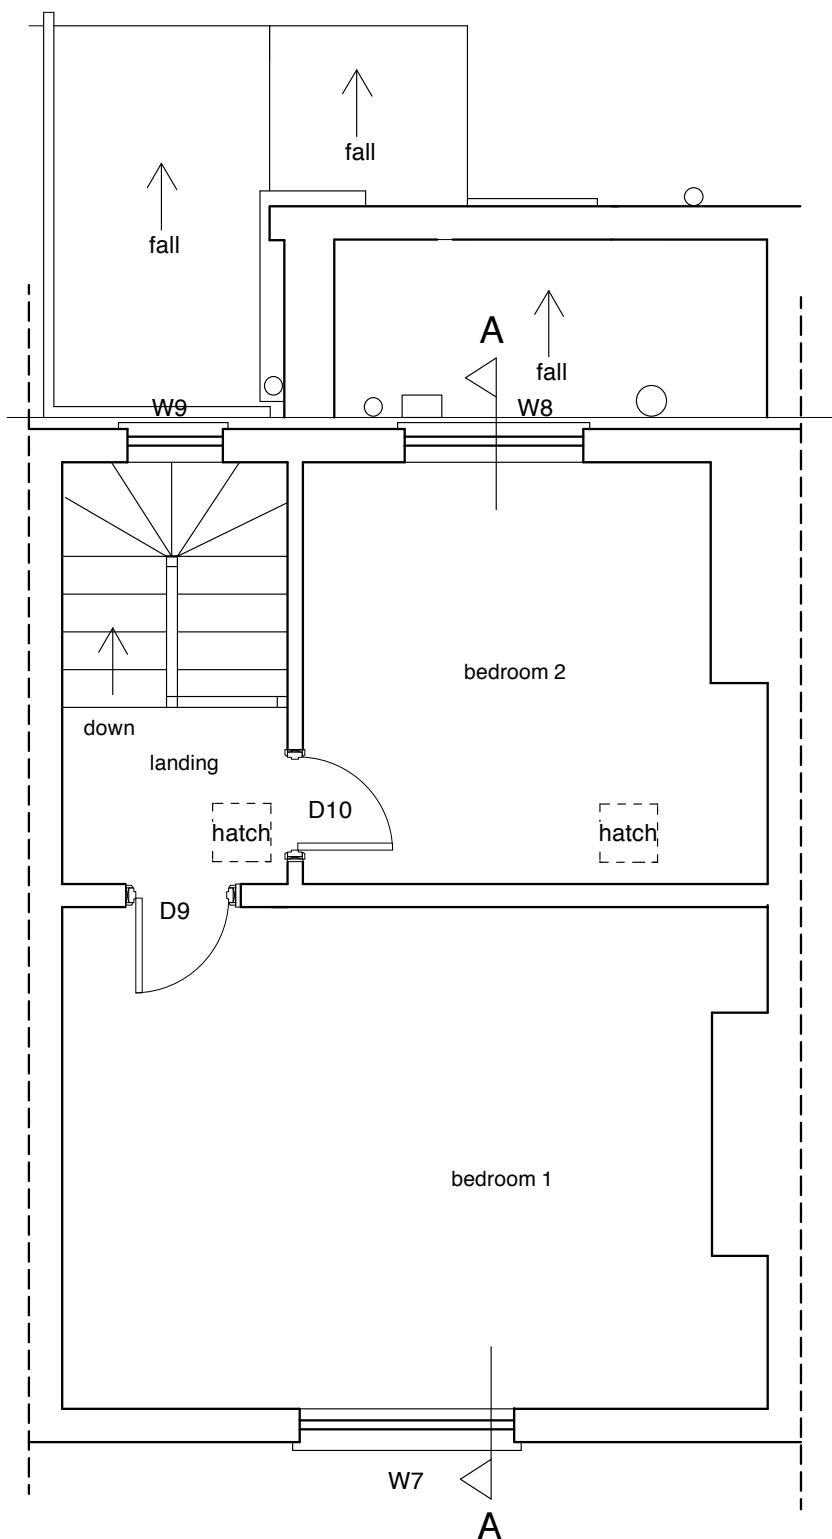 fall
fall
A
fall
W9
W8
bedroom 2
down
landing
D10
hatch
hatch
D9
bedroom 1
W7
A